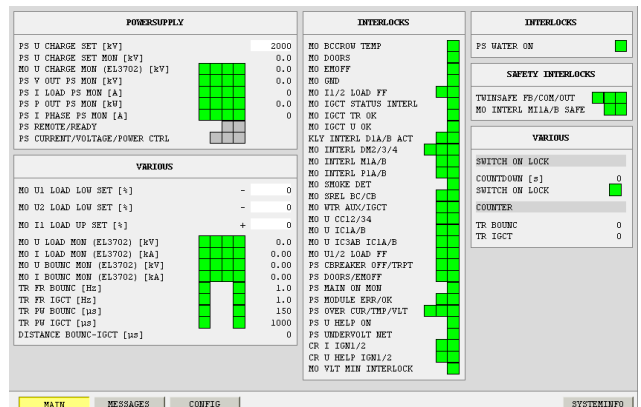 POWERSUPPLY
PS U CHARGE SET [kV] 2000
PS U CHARGE SET MON [kV] 0.0
MO U CHARGE MON (EL3702) [kV] 0.0
PS V OUT PS MON [kV] 0.0
PS I LOAD PS MON [A] 0
PS P OUT PS MON [kW] 0.0
PS I PHASE PS MON [A] 0
PS REMOTE/READY
PS CURRENT/VOLTAGE/POWER CTRL
VARIOUS
MO U1 LOAD LOW SET [%] - 0
MO U2 LOAD LOW SET [%] - 0
MO I1 LOAD UP SET [%] + 0
MO U LOAD MON (EL3702) [kV] 0.0
MO I LOAD MON (EL3702) [kA] 0.00
MO U BOUNC MON (EL3702) [kV] 0.00
MO I BOUNC MON (EL3702) [kA] 0.00
TR FR BOUNC [Hz] 1.0
TR FR IGCT [Hz] 1.0
TR PW BOUNC [µs] 150
TR PW IGCT [µs] 1000
DISTANCE BOUNC-IGCT [µs] 0
INTERLOCKS
MO BCCROW TEMP
MO DOORS
MO EMOFF
MO GND
MO I1/2 LOAD FF
MO IGCT STATUS INTERL
MO IGCT TR OK
MO IGCT U OK
KLY INTERL D1A/B ACT
MO INTERL DM2/3/4
MO INTERL M1A/B
MO INTERL P1A/B
MO SMOKE DET
MO SREL BC/CB
MO WTR AUX/IGCT
MO U CC12/34
MO U IC1A/B
MO U IC3AB IC1A/B
MO U1/2 LOAD FF
PS CBREAKER OFF/TRPT
PS DOORS/EMOFF
PS MAIN ON MON
PS MODULE ERR/OK
PS OVER CUR/TMP/VLT
PS U HELP ON
PS UNDERVOLT NET
CR I IGN1/2
CR U HELP IGN1/2
MO VLT MIN INTERLOCK
INTERLOCKS
PS WATER ON
SAFETY INTERLOCKS
TWINSAFE FB/COM/OUT
MO INTERL MI1A/B SAFE
VARIOUS
SWITCH ON LOCK
COUNTDOWN [s] 0
SWITCH ON LOCK
COUNTER
TR BOUNC 0
TR IGCT 0
MAIN MESSAGES CONFIG SYSTEMINFO